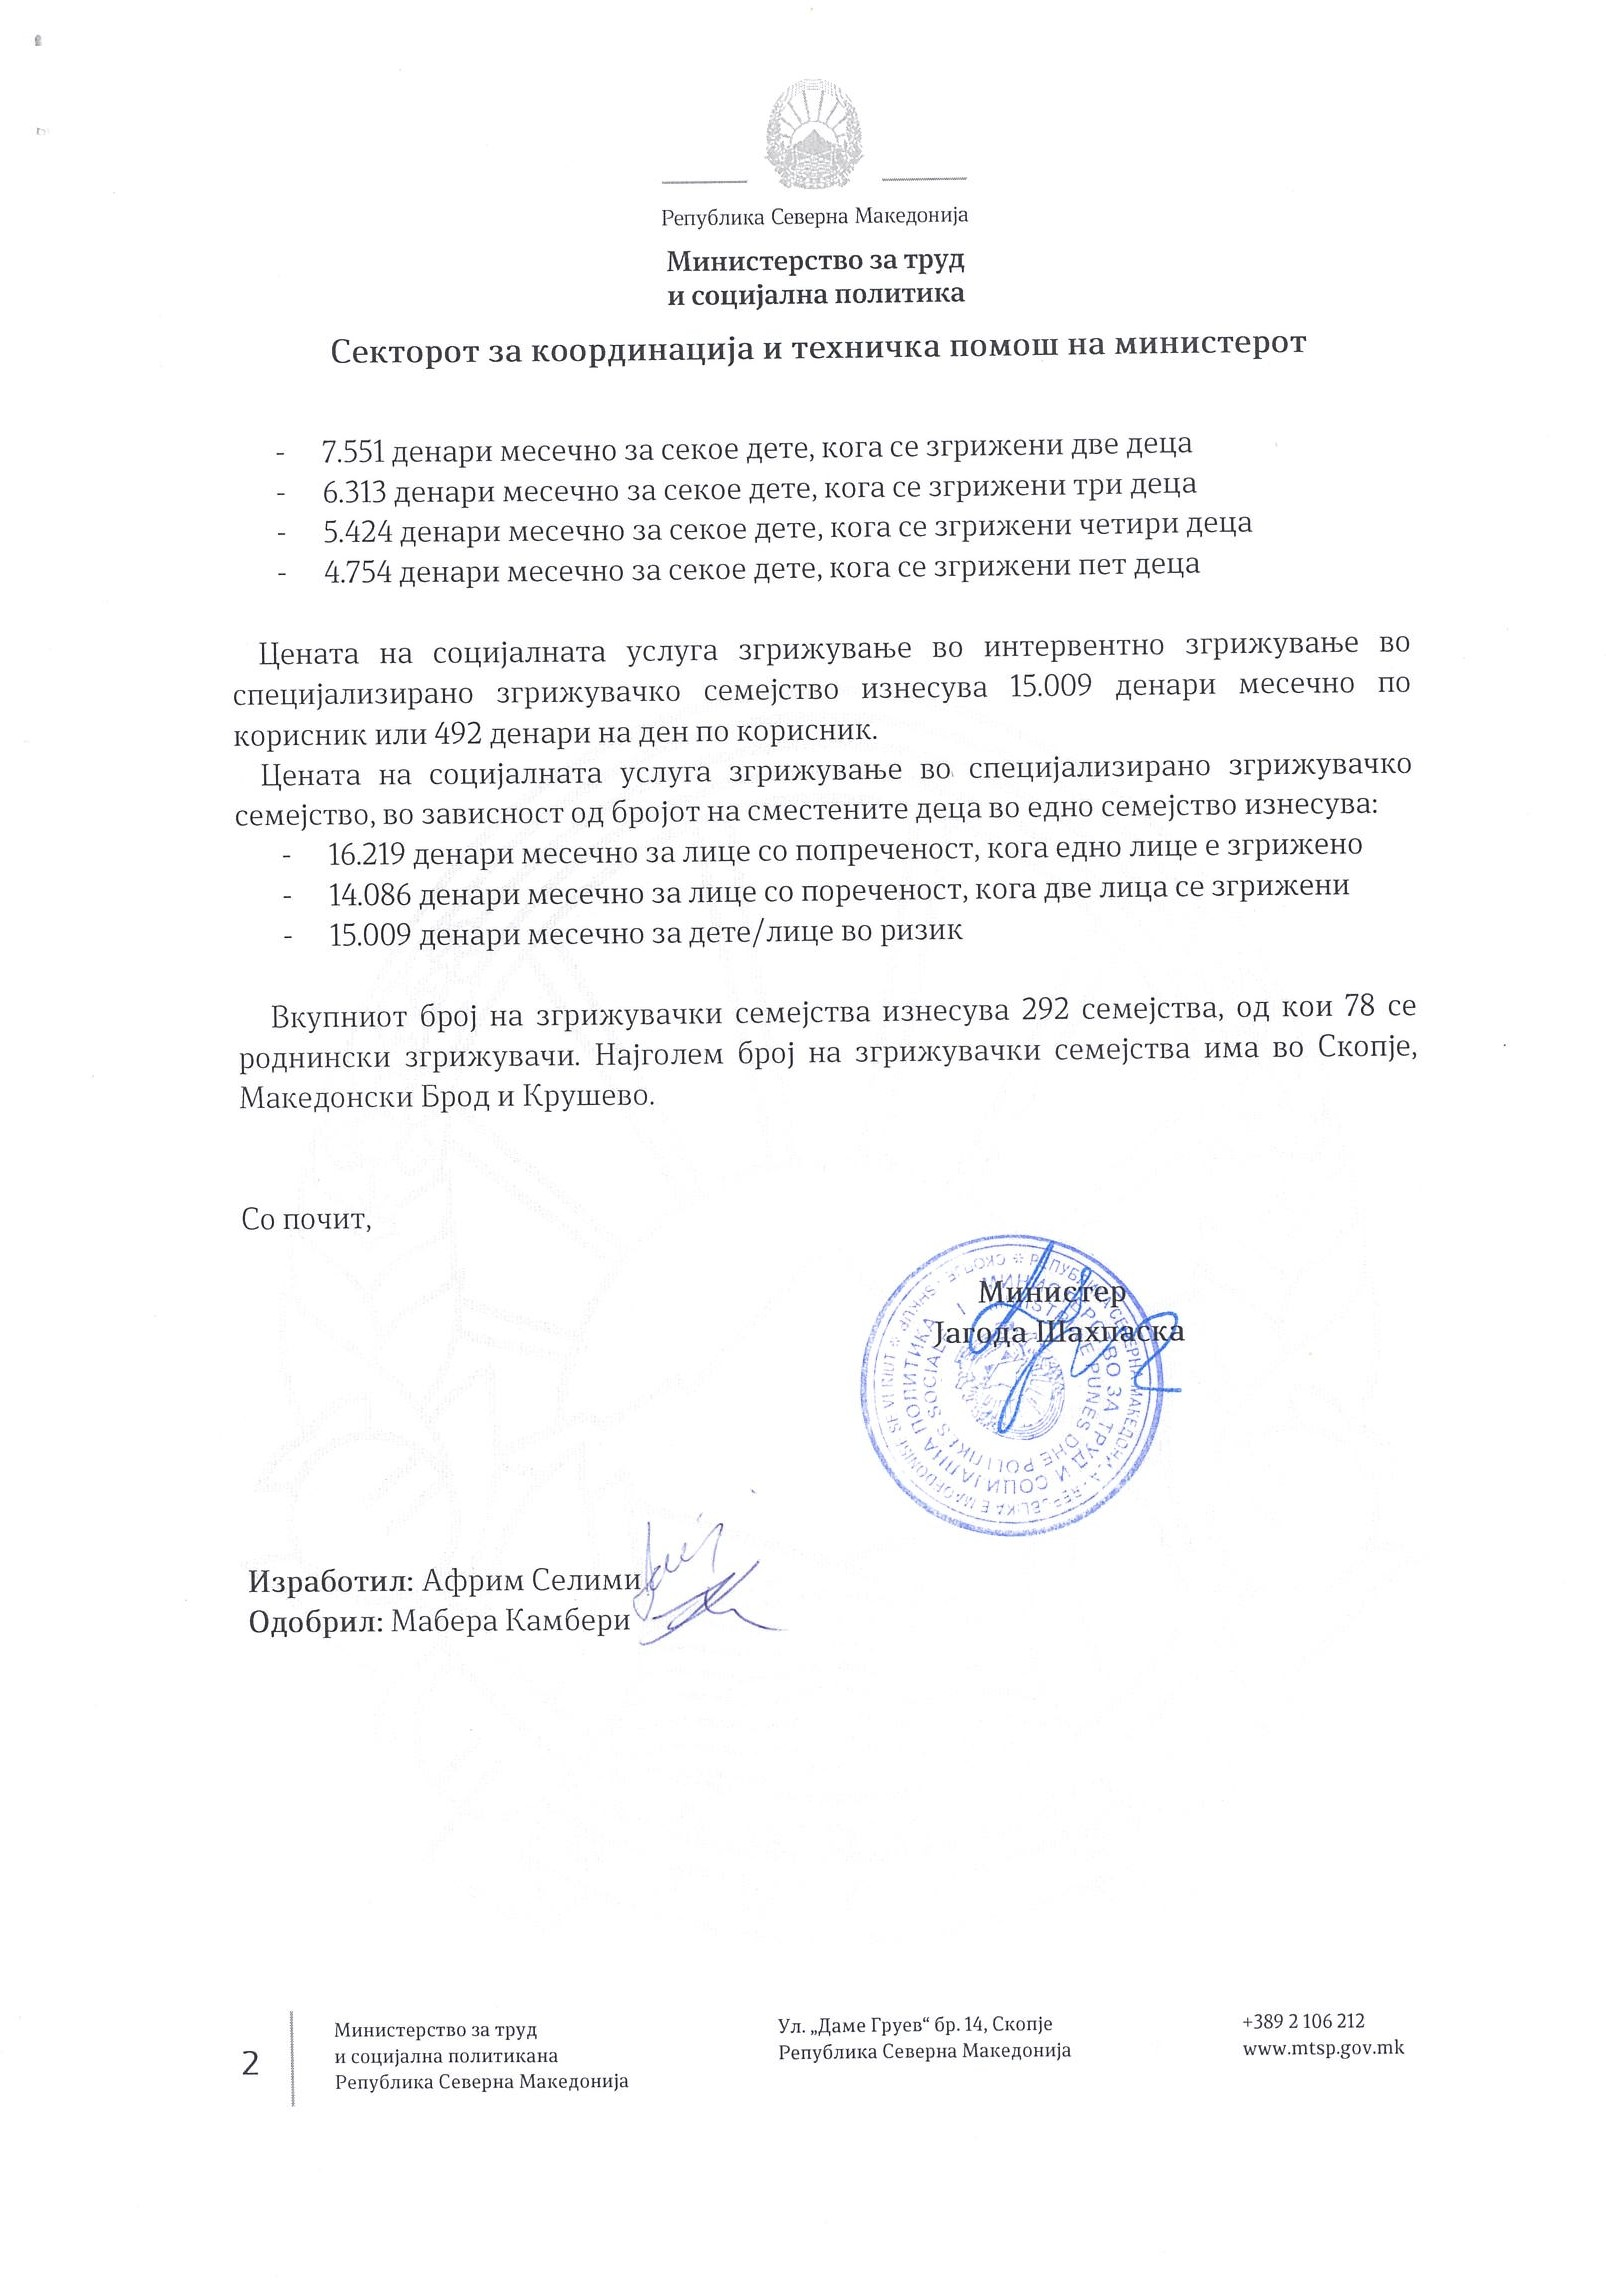 Република Северна Македонија
Министерство за труд
и социјална политика
Секторот за координација и техничка помош на министерот
- 7.551 денари месечно за секое дете, кога се згрижени две деца
- 6.313 денари месечно за секое дете, кога се згрижени три деца
- 5.424 денари месечно за секое дете, кога се згрижени четири деца
- 4.754 денари месечно за секое дете, кога се згрижени пет деца
Цената на социјалната услуга згрижување во интервентно згрижување во
специјализирано згрижувачко семејство изнесува 15.009 денари месечно по
корисник или 492 денари на ден по корисник.
Цената на социјалната услуга згрижување во специјализирано згрижувачко
семејство, во зависност од бројот на сместените деца во едно семејство изнесува:
- 16.219 денари месечно за лице со попреченост, кога едно лице е згрижено
- 14.086 денари месечно за лице со пореченост, кога две лица се згрижени
- 15.009 денари месечно за дете/лице во ризик
Вкупниот број на згрижувачки семејства изнесува 292 семејства, од кои 78 се
роднински згрижувачи. Најголем број на згрижувачки семејства има во Скопје,
Македонски Брод и Крушево.
Со почит,
Министер
Јагода Шахпаска
Изработил: Африм Селими
Одобрил: Мабера Камбери
2
Министерство за труд
и социјална политикана
Република Северна Македонија
Ул. „Даме Груев“ бр. 14, Скопје
Република Северна Македонија
+389 2 106 212
www.mtsp.gov.mk